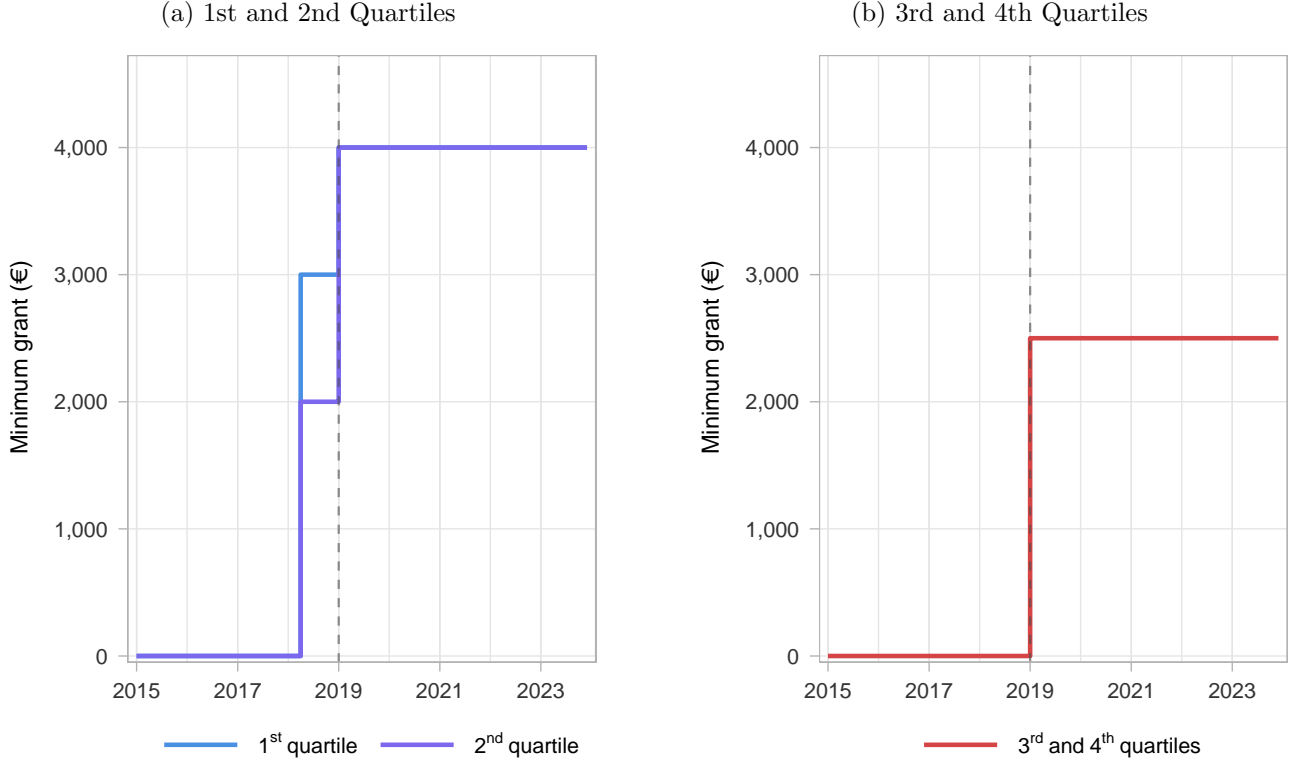 (a) 1st and 2nd Quartiles
Minimum grant (€)
4,000
3,000
2,000
1,000
0
2015 2017 2019 2021 2023
1st quartile 2nd quartile
(b) 3rd and 4th Quartiles
Minimum grant (€)
4,000
3,000
2,000
1,000
0
2015 2017 2019 2021 2023
3rd and 4th quartiles